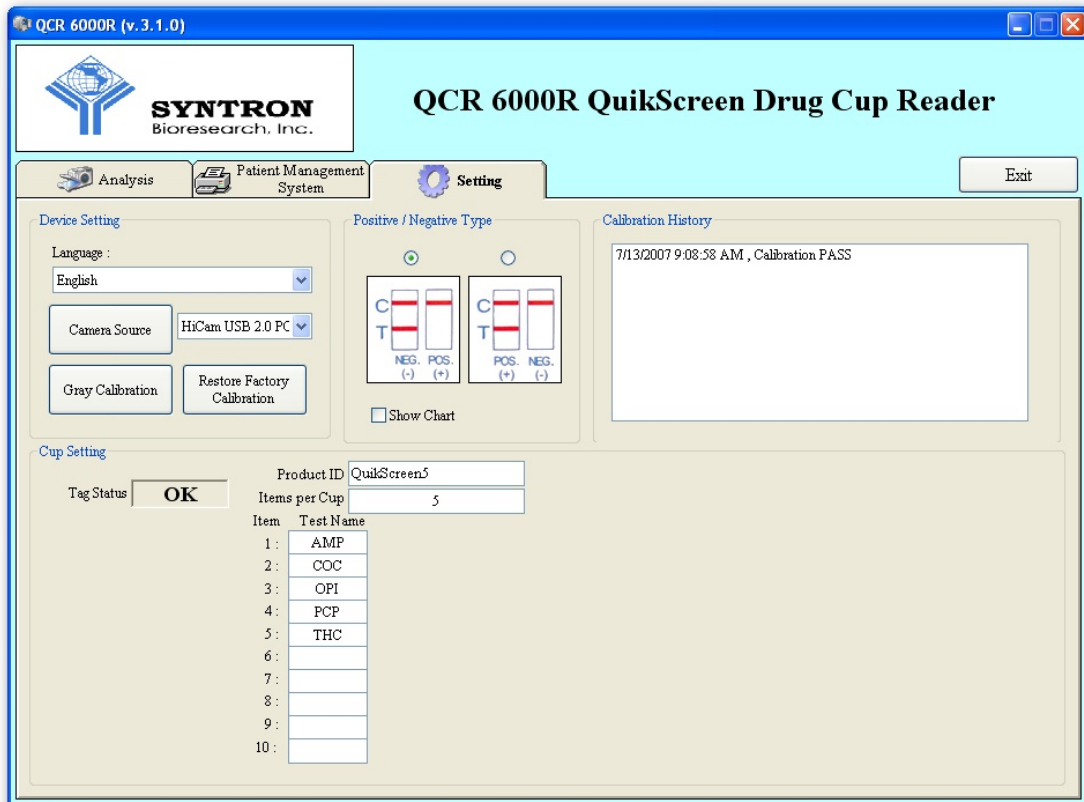 QCR 6000R (v. 3.1.0)
SYNTRON
Bioresearch, Inc.
QCR 6000R QuikScreen Drug Cup Reader
Analysis
Patient Management
System
Setting
Exit
Device Setting
Language :
English
Camera Source
HiCam USB 2.0 PC
Gray Calibration
Restore Factory
Calibration
Positive / Negative Type
C
T
NEG. POS.
(-) (+)
C
T
POS. NEG.
(+) (-)
Show Chart
Calibration History
7/13/2007 9:08:58 AM , Calibration PASS
Cup Setting
Tag Status OK
Product ID QuikScreen5
Items per Cup 5
Item Test Name
1 : AMP
2 : COC
3 : OPI
4 : PCP
5 : THC
6 :
7 :
8 :
9 :
10 :